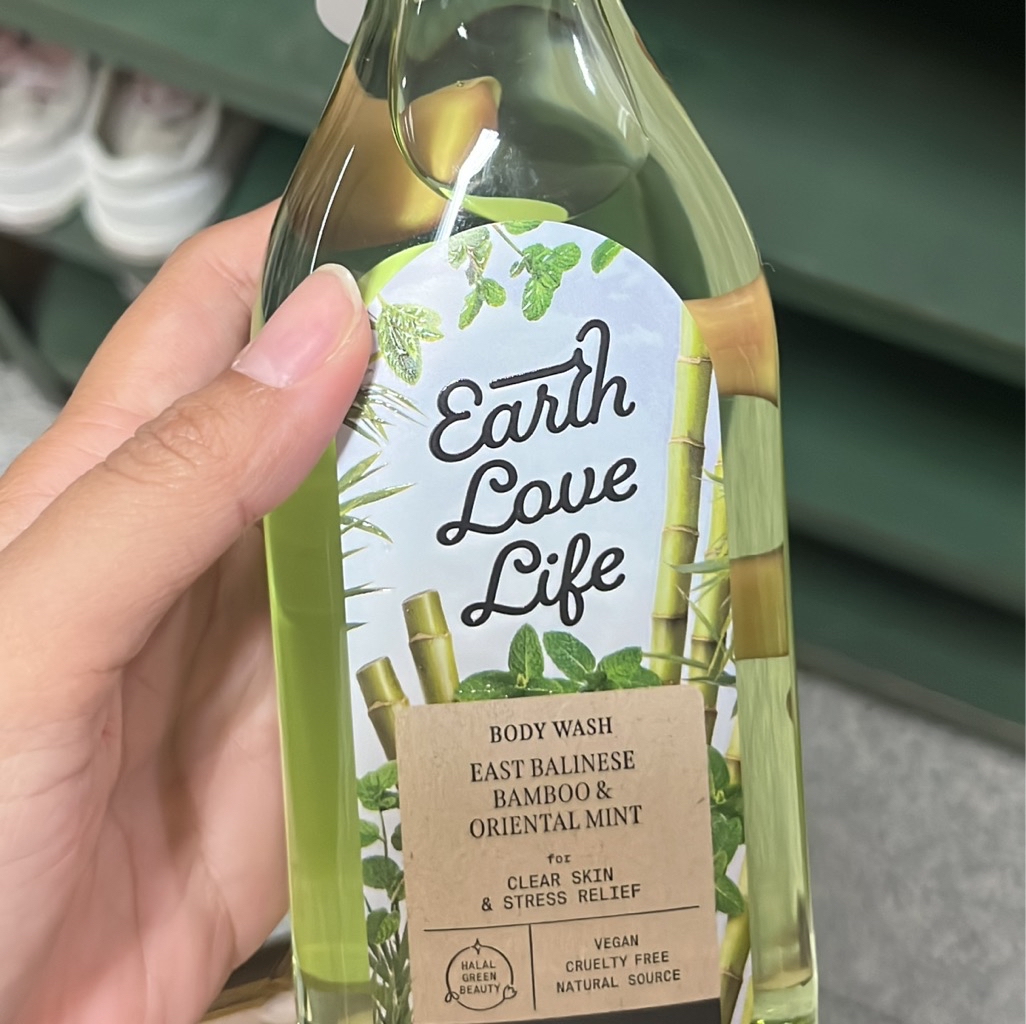 Earth
Love
Life
BODY WASH
EAST BALINESE
BAMBOO &
ORIENTAL MINT
for
CLEAR SKIN
& STRESS RELIEF
HALAL
GREEN
BEAUTY
VEGAN
CRUELTY FREE
NATURAL SOURCE